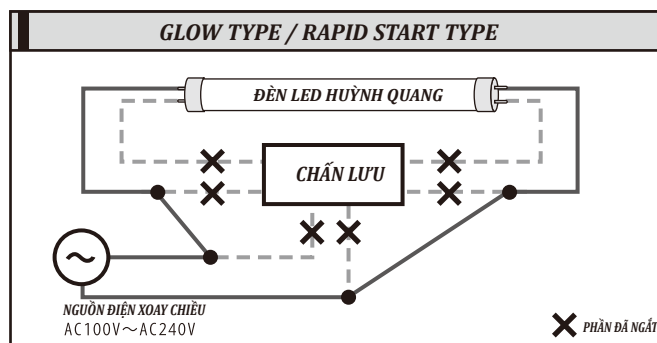 GLOW TYPE / RAPID START TYPE
ĐÈN LED HUỲNH QUANG
CHẤN LƯU
NGUỒN ĐIỆN XOAY CHIỀU
AC100V～AC240V
PHẦN ĐÃ NGẮT